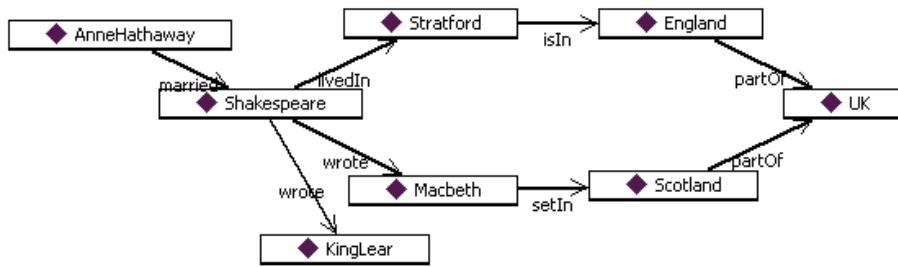 Stratford
England
AnneHathaway
isIn
married
livedIn
partOf
Shakespeare
UK
wrote
partOf
wrote
Macbeth
Scotland
setIn
KingLear